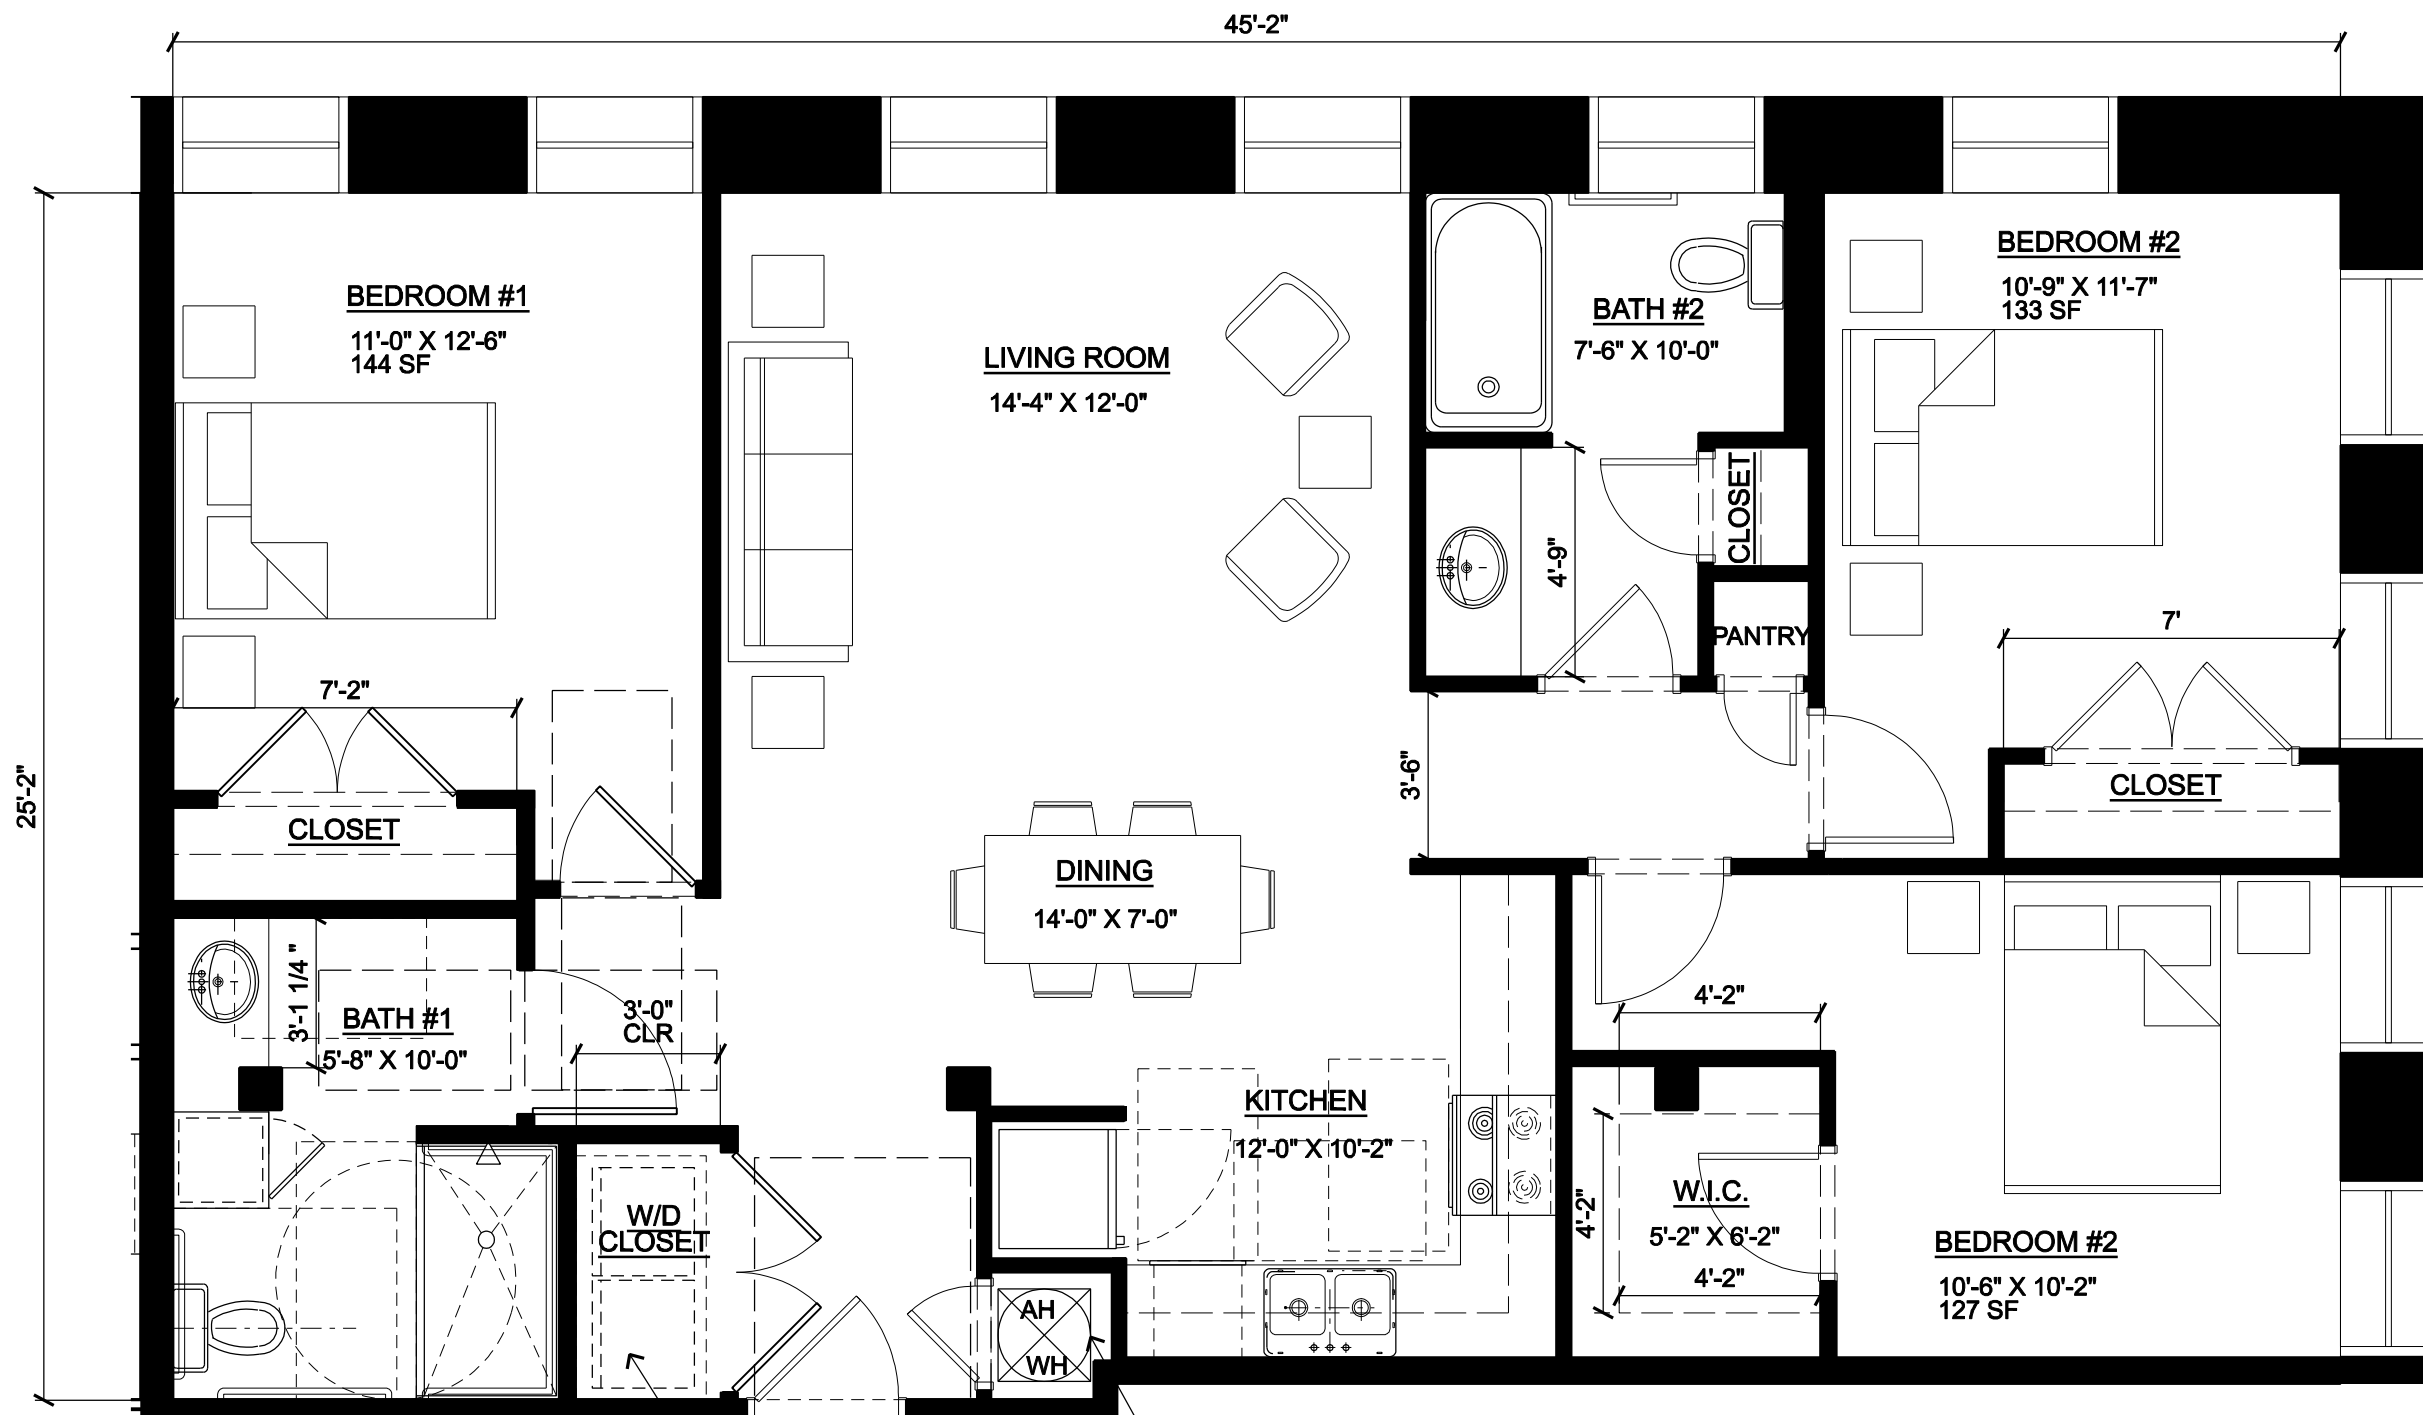 45'-2"
BEDROOM #1
11'-0" X 12'-6"
144 SF
LIVING ROOM
14'-4" X 12'-0"
BATH #2
7'-6" X 10'-0"
BEDROOM #2
10'-9" X 11'-7"
133 SF
CLOSET
4'-9"
PANTRY
7'
7'-2"
25'-2"
3'-6"
CLOSET
CLOSET
DINING
14'-0" X 7'-0"
3'-1 1/4 "
BATH #1
5'-8" X 10'-0"
3'-0"
CLR
4'-2"
KITCHEN
12'-0" X 10'-2"
W/D
CLOSET
4'-2"
W.I.C.
5'-2" X 6'-2"
4'-2"
BEDROOM #2
10'-6" X 10'-2"
127 SF
AH
WH